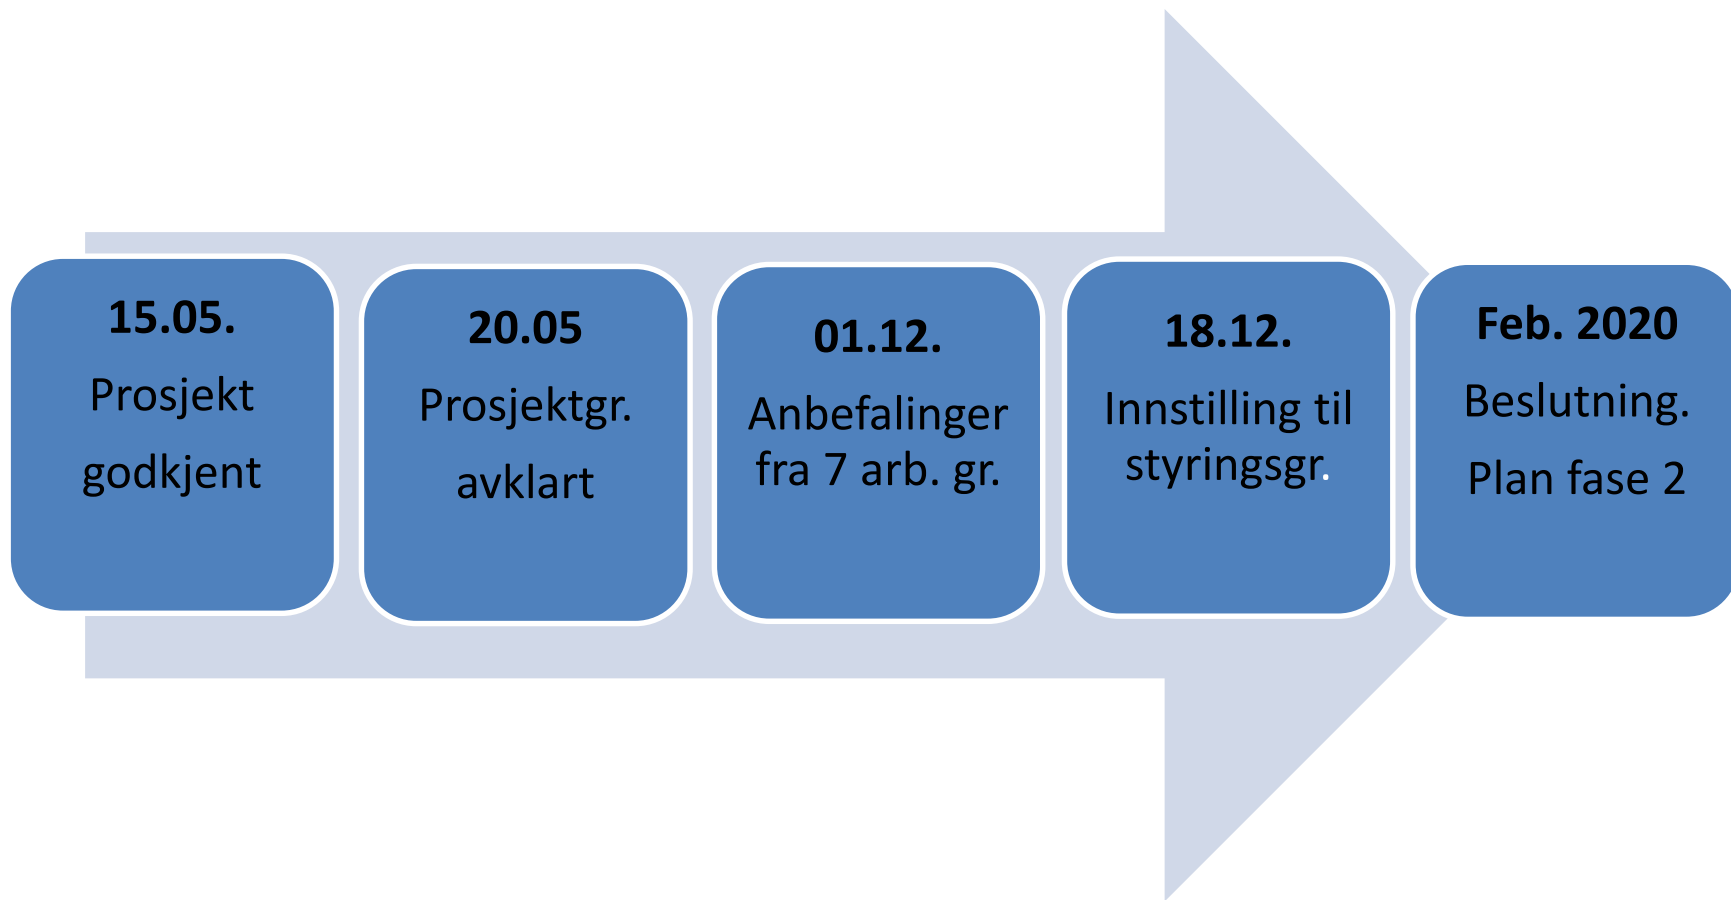 15.05.
Prosjekt
godkjent
20.05
Prosjektgr.
avklart
01.12.
Anbefalinger
fra 7 arb. gr.
18.12.
Innstilling til
styringsgr.
Feb. 2020
Beslutning.
Plan fase 2